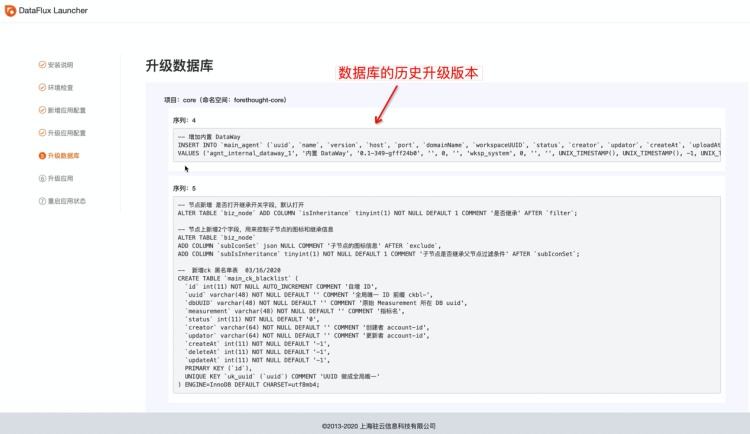 DataFlux Launcher
安装说明
环境检查
新增应用配置
升级应用配置
5 升级数据库
6 升级应用
7 重启应用状态
升级数据库
数据库的历史升级版本
项目：core（命名空间：forethought-core）
序列：4
-- 增加内置 DataWay
INSERT INTO `main_agent` (`uuid`, `name`, `version`, `host`, `port`, `domainName`, `workspaceUUID`, `status`, `creator`, `updator`, `createAt`, `uploadAt
VALUES ('agnt_internal_dataway_1', '内置 DataWay', '0.1-349-gfff24b0', '', 0, '', 'wksp_system', 0, '', '', UNIX_TIMESTAMP(), UNIX_TIMESTAMP(), -1, UNIX_T
序列：5
-- 节点新增 是否打开继承开关字段, 默认打开
ALTER TABLE `biz_node` ADD COLUMN `isInheritance` tinyint(1) NOT NULL DEFAULT 1 COMMENT '是否继承' AFTER `filter`;
-- 节点上新增2个字段, 用来控制子节点的图标和继承信息
ALTER TABLE `biz_node`
ADD COLUMN `subIconSet` json NULL COMMENT '子节点的图标信息' AFTER `exclude`,
ADD COLUMN `subIsInheritance` tinyint(1) NOT NULL DEFAULT 1 COMMENT '子节点是否继承父节点过滤条件' AFTER `subIconSet`;
-- 新增ck 黑名单表 03/16/2020
CREATE TABLE `main_ck_blacklist` (
`id` int(11) NOT NULL AUTO_INCREMENT COMMENT '自增 ID',
`uuid` varchar(48) NOT NULL DEFAULT '' COMMENT '全局唯一 ID 前缀 ckbl-',
`dbUUID` varchar(48) NOT NULL DEFAULT '' COMMENT '原始 Measurement 所在 DB uuid',
`measurement` varchar(48) NOT NULL DEFAULT '' COMMENT '指标名',
`status` int(11) NOT NULL DEFAULT '0',
`creator` varchar(64) NOT NULL DEFAULT '' COMMENT '创建者 account-id',
`updator` varchar(64) NOT NULL DEFAULT '' COMMENT '更新者 account-id',
`createAt` int(11) NOT NULL DEFAULT '-1',
`deleteAt` int(11) NOT NULL DEFAULT '-1',
`updateAt` int(11) NOT NULL DEFAULT '-1',
PRIMARY KEY (`id`),
UNIQUE KEY `uk_uuid` (`uuid`) COMMENT 'UUID 做成全局唯一'
) ENGINE=InnoDB DEFAULT CHARSET=utf8mb4;
©2013-2020 上海驻云信息科技有限公司